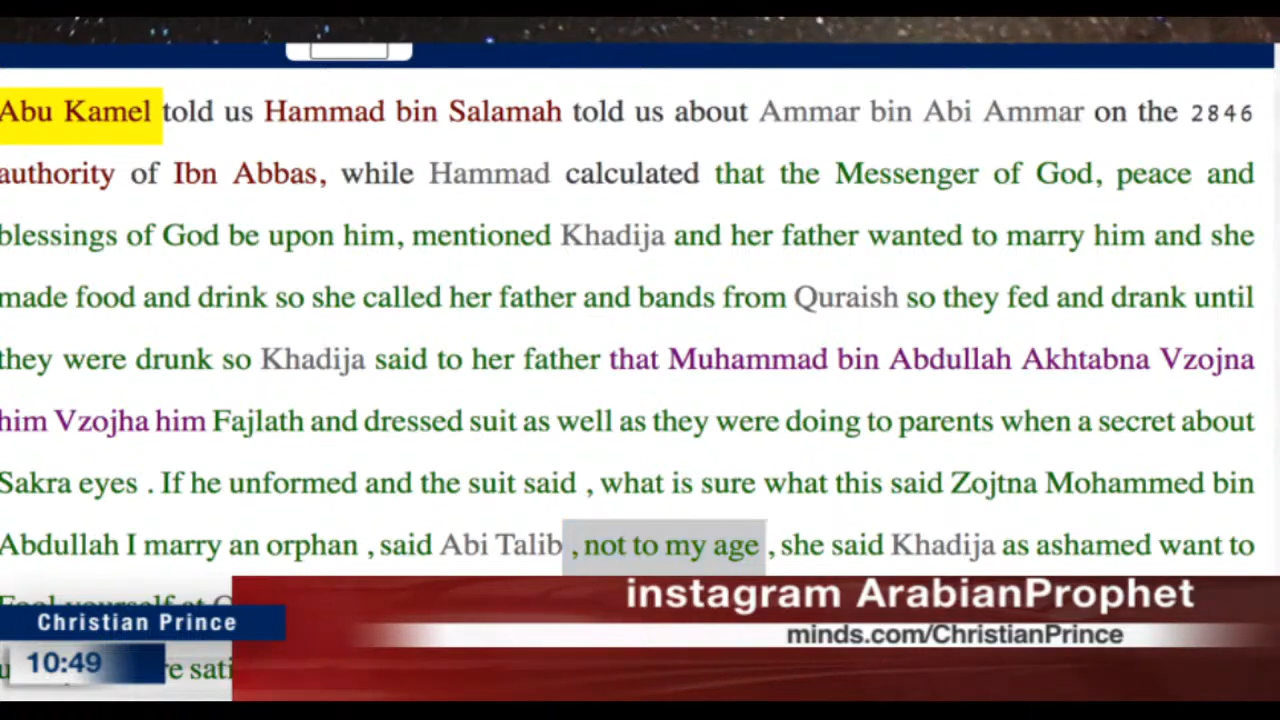 Abu Kamel told us Hammad bin Salamah told us about Ammar bin Abi Ammar on the 2846
authority of Ibn Abbas, while Hammad calculated that the Messenger of God, peace and
blessings of God be upon him, mentioned Khadija and her father wanted to marry him and she
made food and drink so she called her father and bands from Quraish so they fed and drank until
they were drunk so Khadija said to her father that Muhammad bin Abdullah Akhtabna Vzojna
him Vzojha him Fajlath and dressed suit as well as they were doing to parents when a secret about
Sakra eyes . If he unformed and the suit said , what is sure what this said Zojtna Mohammed bin
Abdullah I marry an orphan , said Abi Talib , not to my age , she said Khadija as ashamed want to
instagram ArabianProphet
Christian Prince
minds.com/ChristianPrince
10:49